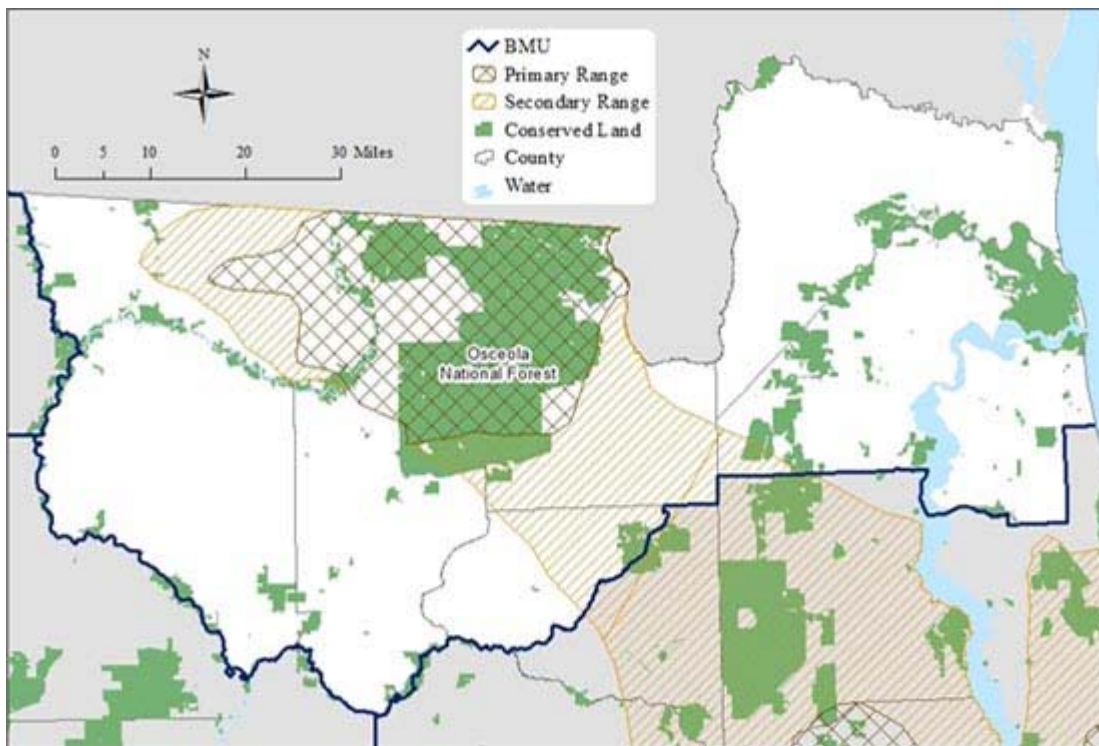 N
0 5 10 20 30 Miles
BMU
Primary Range
Secondary Range
Conserved Land
County
Water
Osceola
National Forest